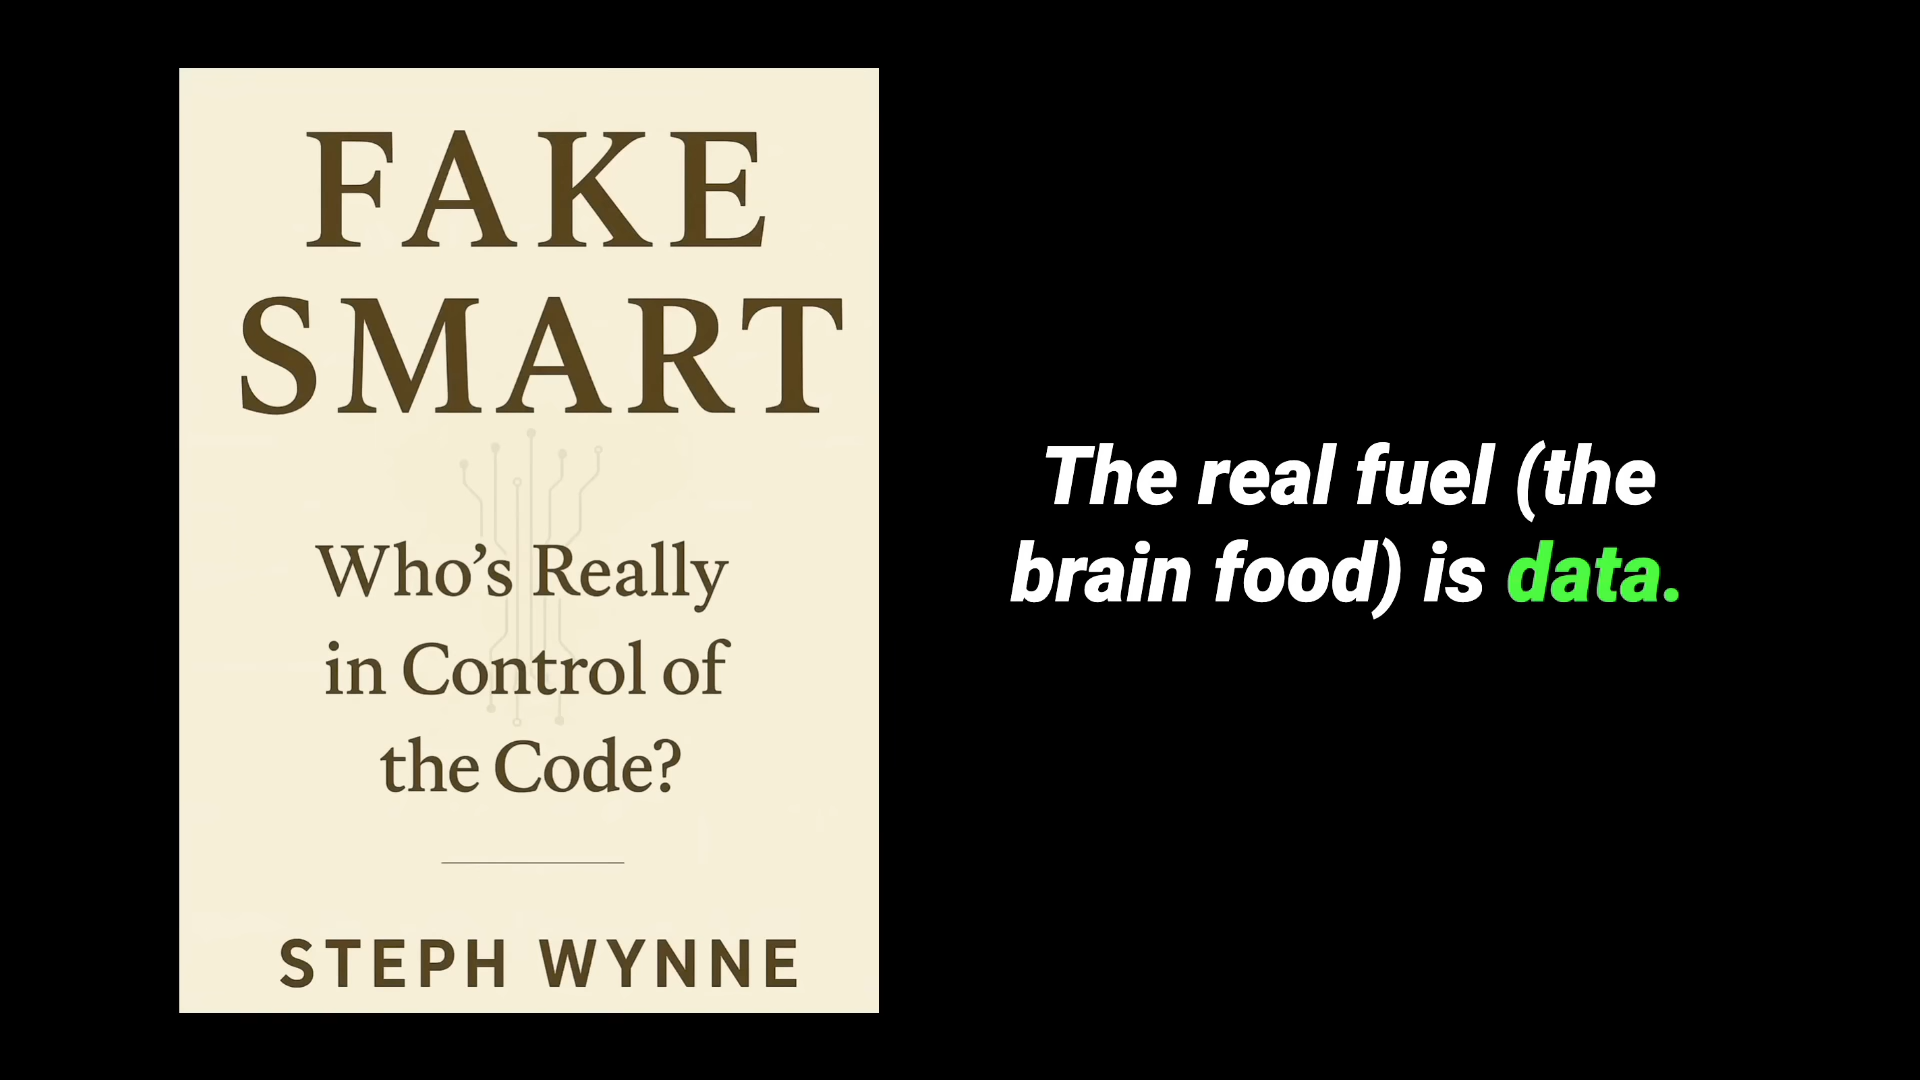 FAKE
SMART
Who’s Really
in Control of
the Code?
STEPH WYNNE
The real fuel (the
brain food) is data.